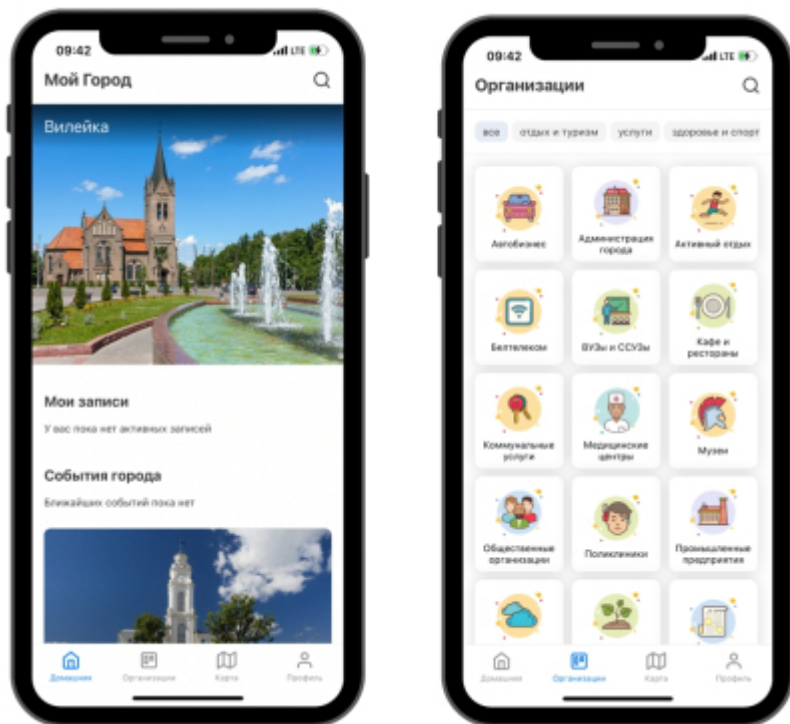 09:42
LTE
Мой Город
Вилейка
Мои записи
У вас пока нет активных записей
События города
Ближайших событий пока нет
Домашняя
Организации
Карта
Профиль
09:42
LTE
Организации
все
отдых и туризм
услуги
здоровье и спорт
Автобизнес
Администрация
города
Активный отдых
Белтелеком
ВУЗы и ССУЗы
Кафе и
рестораны
Коммунальные
услуги
Медицинские
центры
Музеи
Общественные
организации
Поликлиники
Промышленные
предприятия
Домашняя
Организации
Карта
Профиль